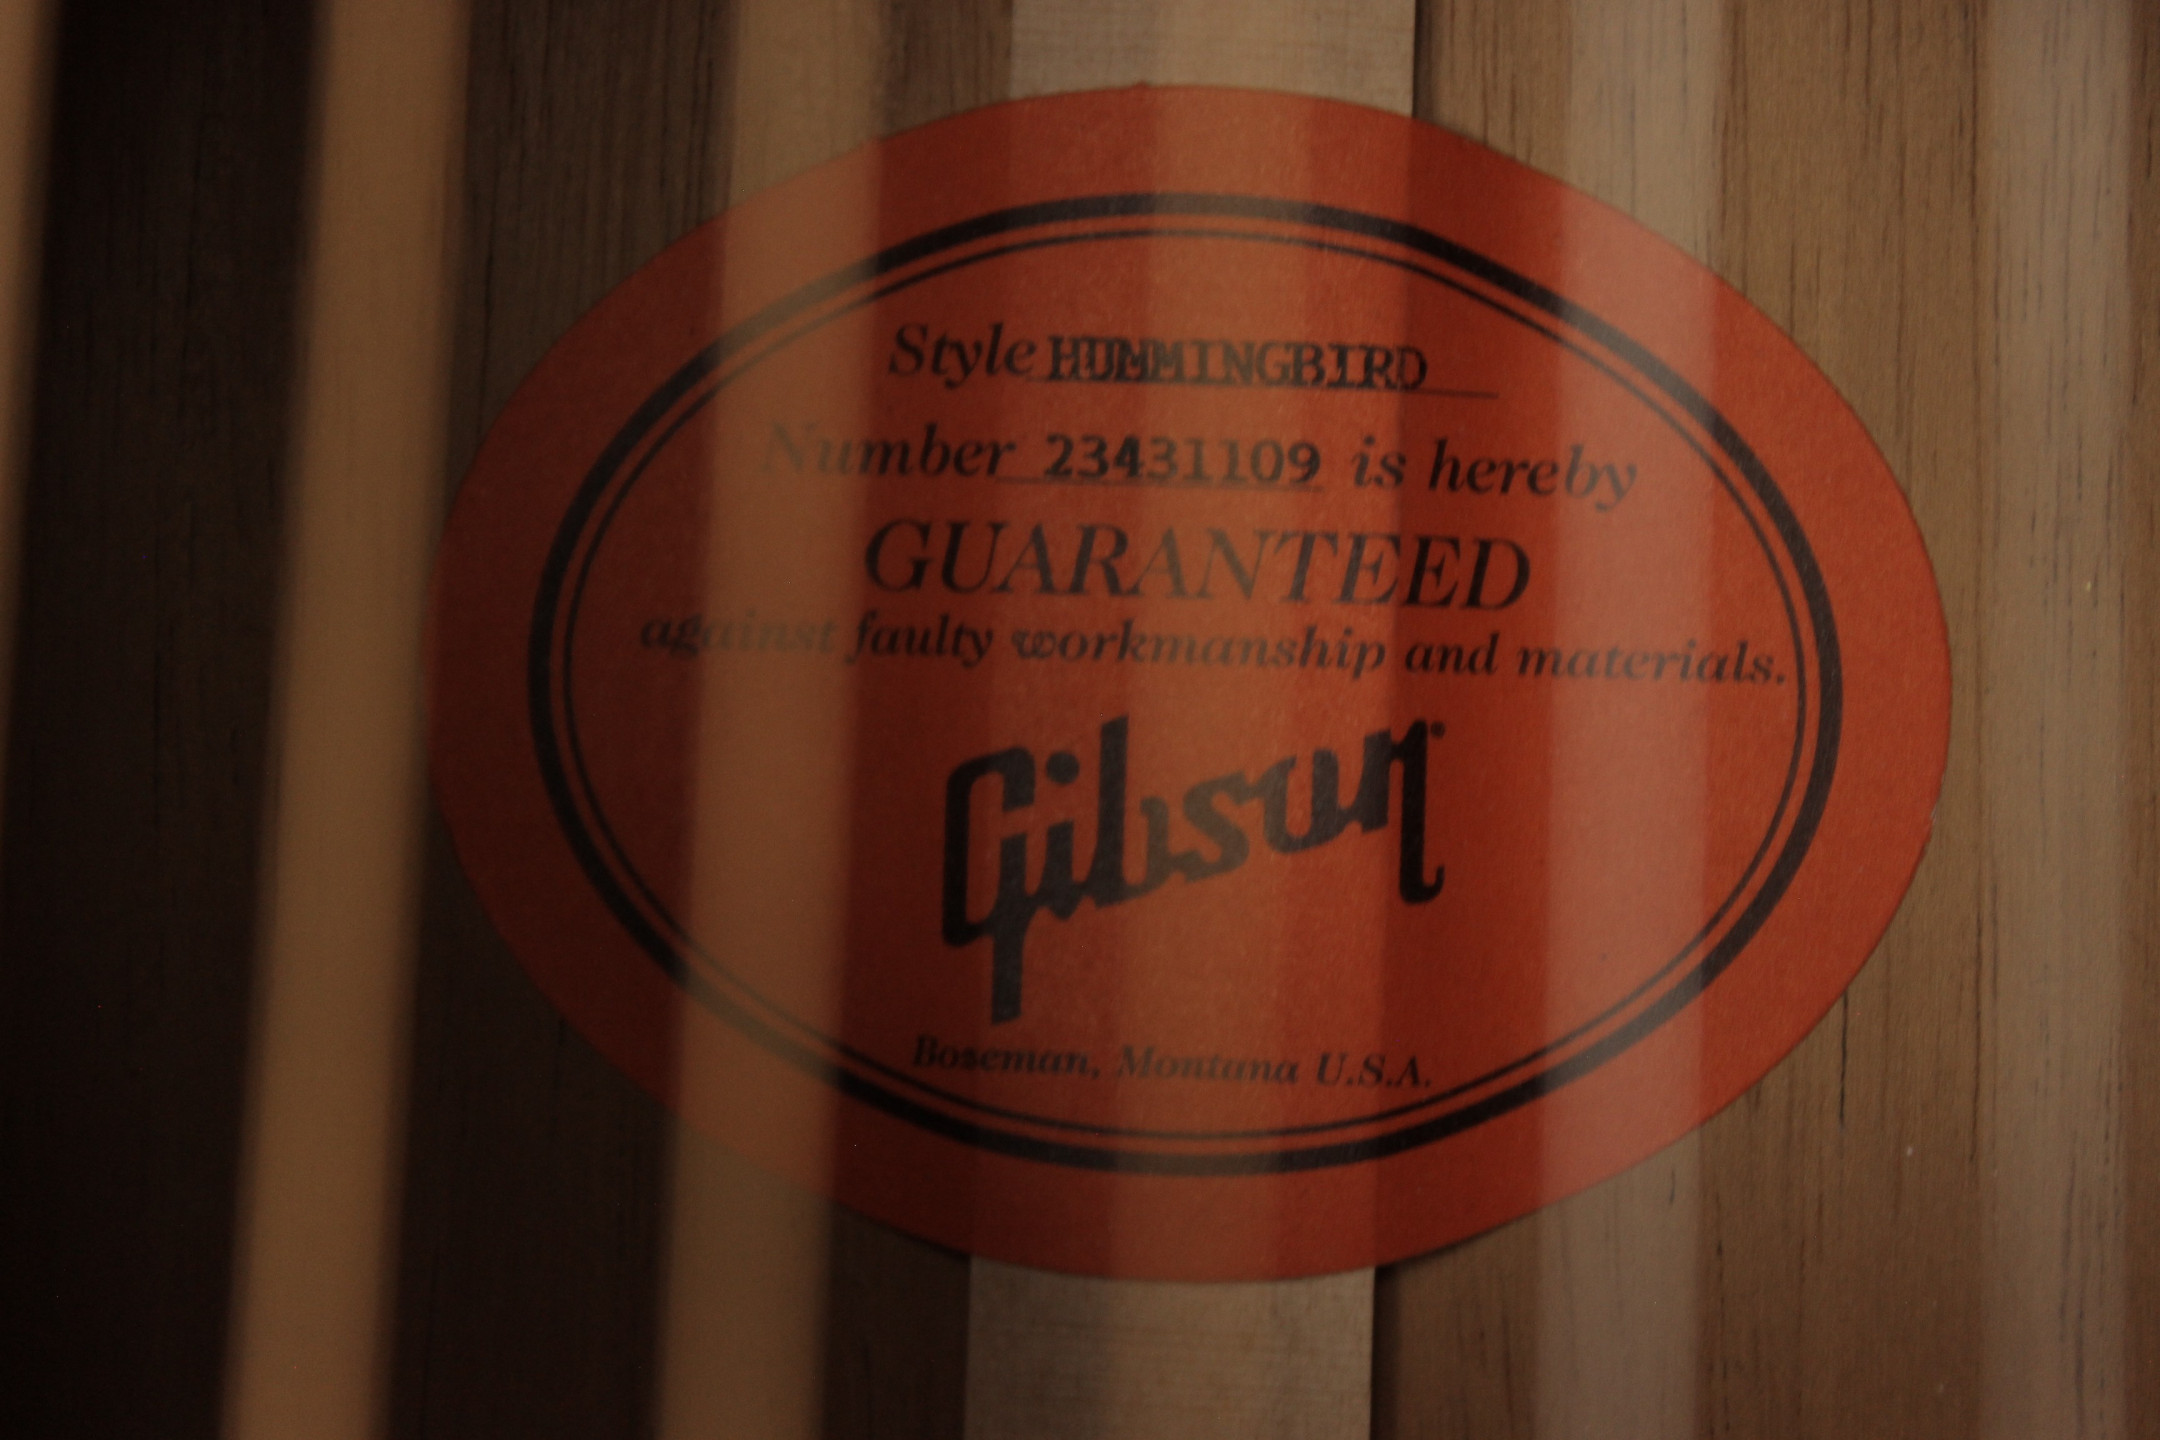 Style HUMMINGBIRD
Number 23431109 is hereby
GUARANTEED
against faulty workmanship and materials.
Gibson
Bozeman, Montana U.S.A.